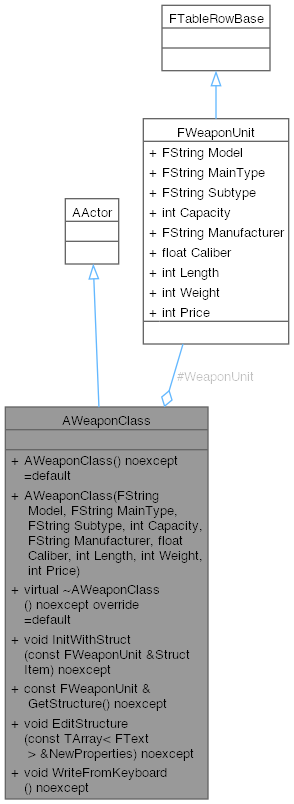 FTableRowBase
FWeaponUnit
+ FString Model
+ FString MainType
+ FString Subtype
+ int Capacity
+ FString Manufacturer
+ float Caliber
+ int Length
+ int Weight
+ int Price
AActor
#WeaponUnit
AWeaponClass
+ AWeaponClass() noexcept
=default
+ AWeaponClass(FString
Model, FString MainType,
FString Subtype, int Capacity,
FString Manufacturer, float
Caliber, int Length, int Weight,
int Price)
+ virtual ~AWeaponClass
() noexcept override
=default
+ void InitWithStruct
(const FWeaponUnit &Struct
Item) noexcept
+ const FWeaponUnit &
GetStructure() noexcept
+ void EditStructure
(const TArray< FText
> &NewProperties) noexcept
+ void WriteFromKeyboard
() noexcept